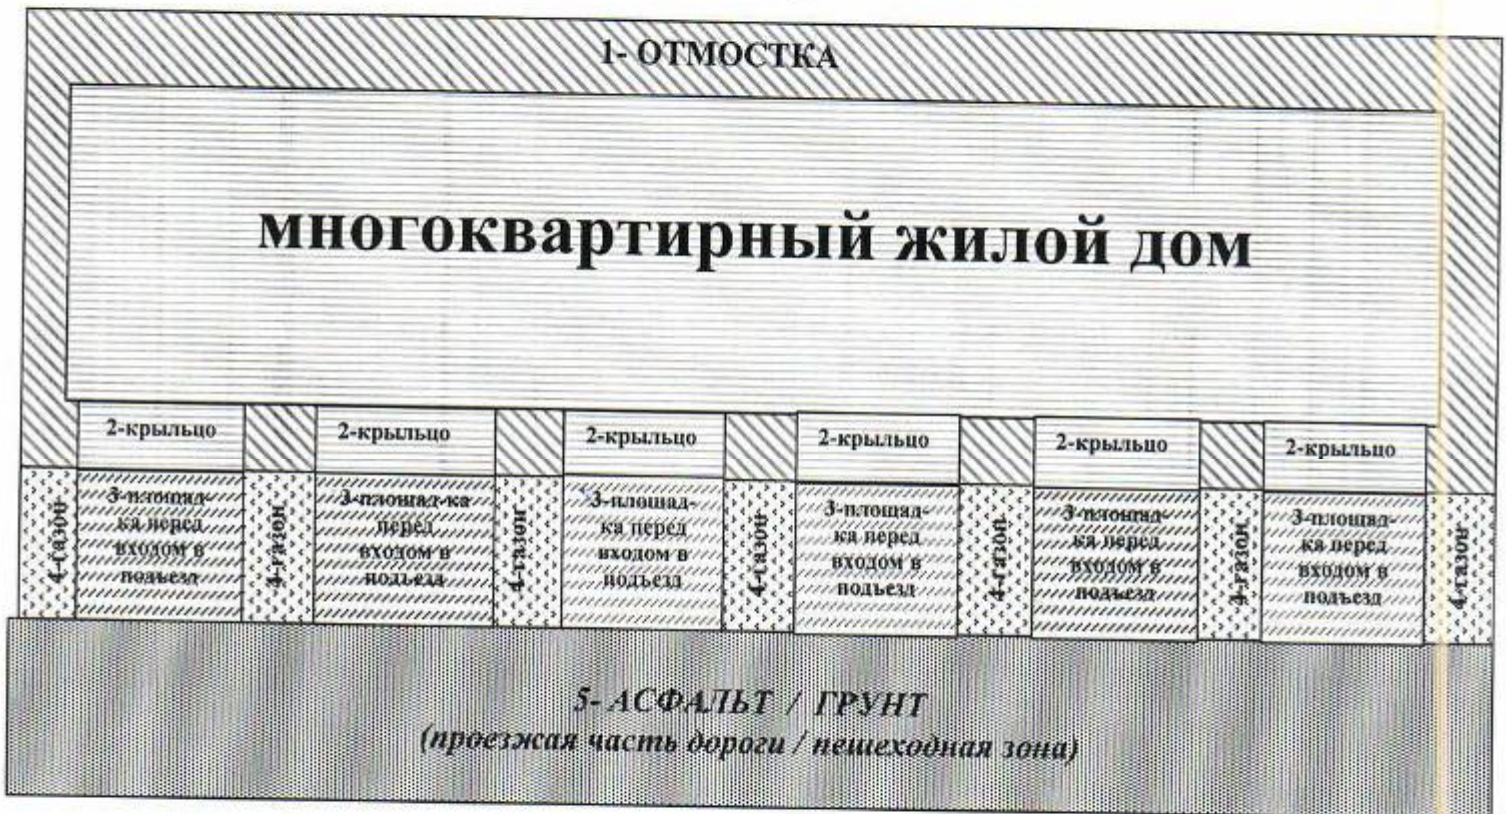 1- ОТМОСТКА
многоквартирный жилой дом
2-крыльцо
2-крыльцо
2-крыльцо
2-крыльцо
2-крыльцо
2-крыльцо
4-газон
3-площад-
ка перед
входом в
подъезд
4-газон
3-площад-ка
перед
входом в
подъезд
4-газон
3-площад-
ка перед
входом в
подъезд
4-газон
3-площад-
ка перед
входом в
подъезд
4-газон
3-площад-
ка перед
входом в
подъезд
4-газон
3-площад-
ка перед
входом в
подъезд
4-газон
5- АСФАЛЬТ / ГРУНТ
(проезжая часть дороги / пешеходная зона)